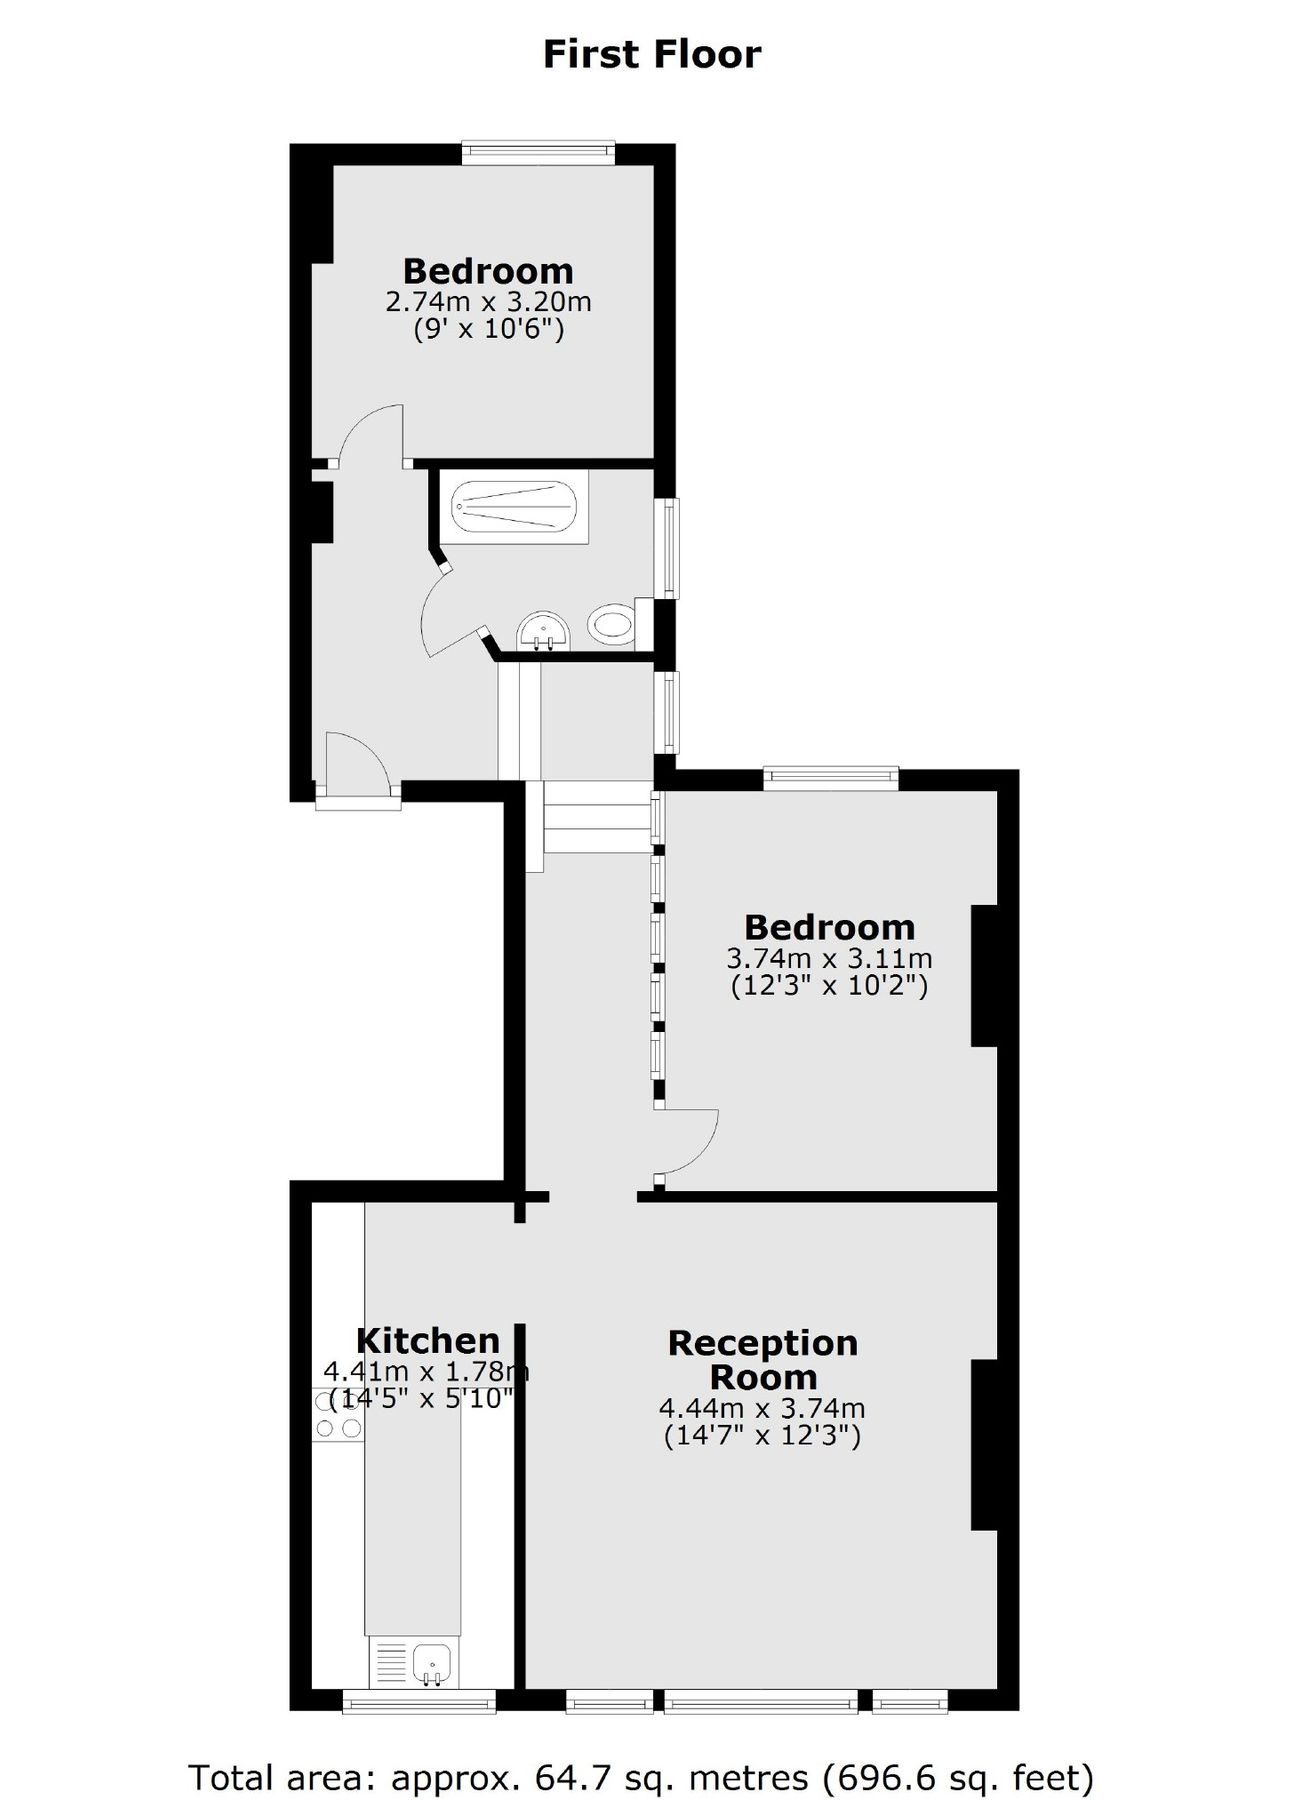 First Floor
Bedroom
2.74m x 3.20m
(9' x 10'6")
Bedroom
3.74m x 3.11m
(12'3" x 10'2")
Kitchen
4.41m x 1.78m
(14'5" x 5'10"
Reception
Room
4.44m x 3.74m
(14'7" x 12'3")
Total area: approx. 64.7 sq. metres (696.6 sq. feet)